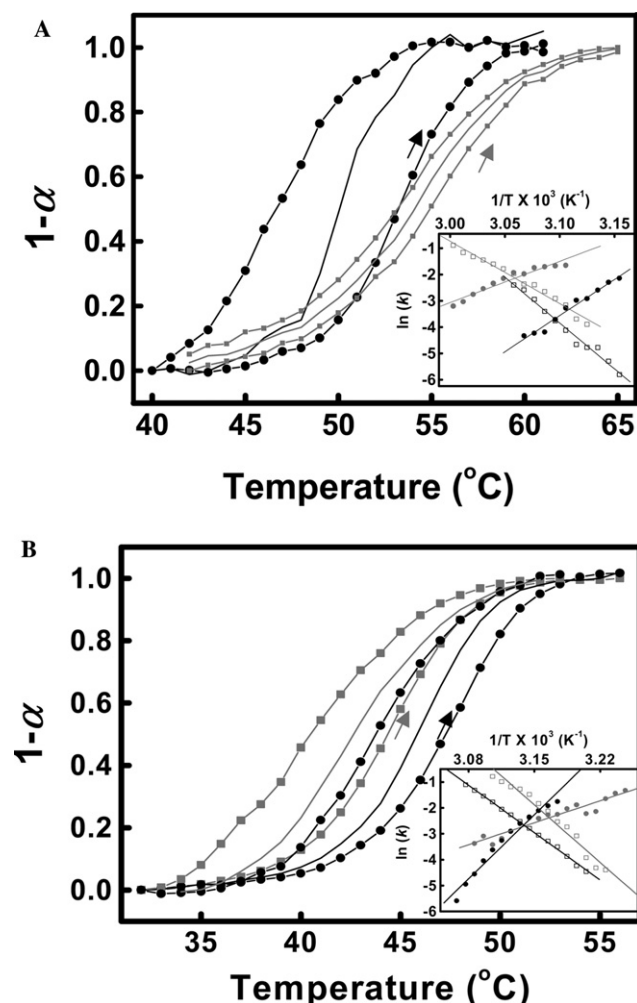 A
1-α
1.0
0.8
0.6
0.4
0.2
0.0
40 45 50 55 60 65
Temperature (°C)
1/T X 10³ (K⁻¹)
3.00 3.05 3.10 3.15
ln (k)
-1
-2
-3
-4
-5
-6
B
1-α
1.0
0.8
0.6
0.4
0.2
0.0
35 40 45 50 55
Temperature (°C)
1/T X 10³ (K⁻¹)
3.08 3.15 3.22
ln (k)
-1
-2
-3
-4
-5
-6